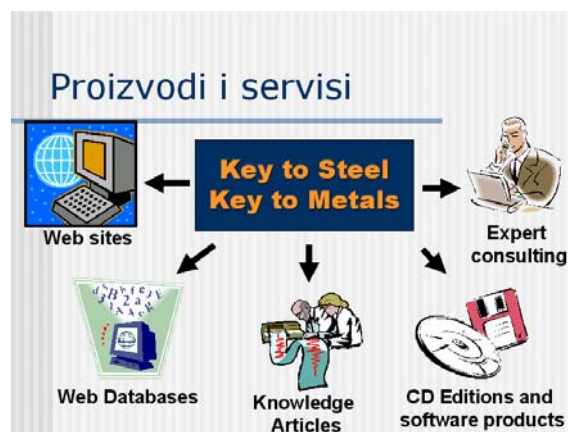 Proizvodi i servisi
Key to Steel
Key to Metals
Web sites
Expert
consulting
Web Databases
Knowledge
Articles
CD Editions and
software products